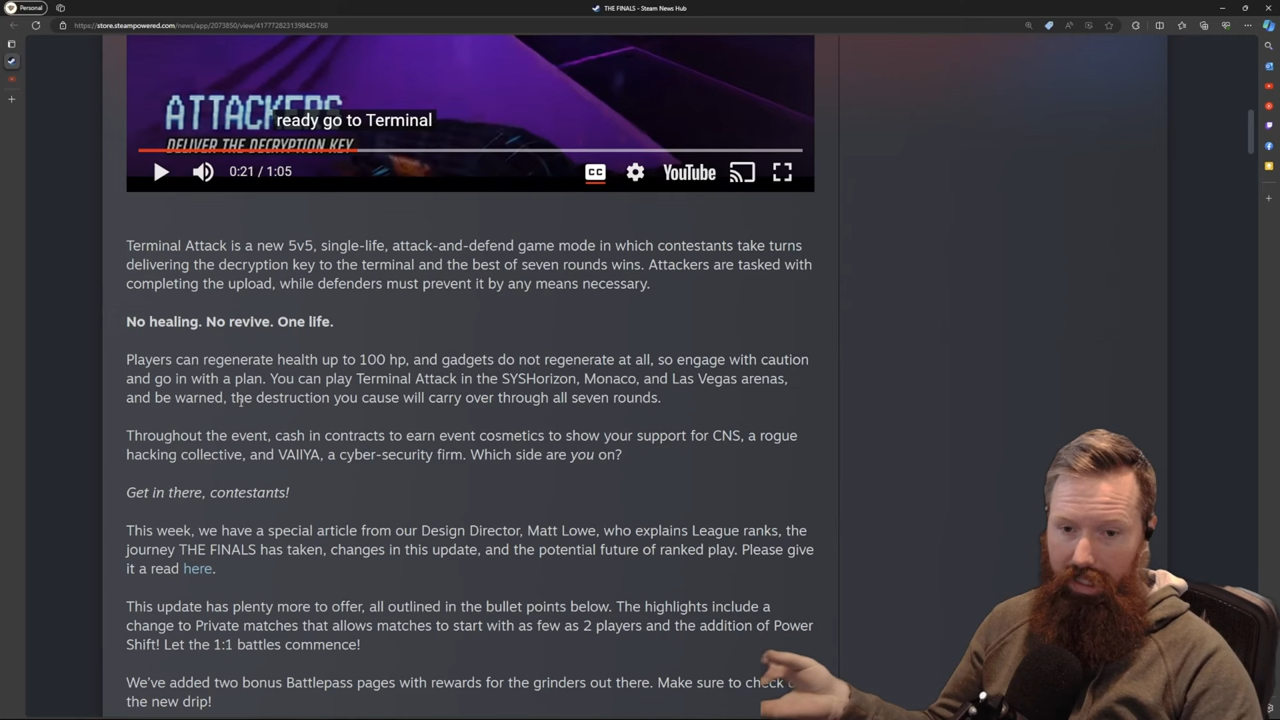 Personal
THE FINALS - Steam News Hub
https://store.steampowered.com/news/app/2073850/view/4177728231398425768
ATTACKERS
ready go to Terminal
DELIVER THE DECRYPTION KEY
0:21 / 1:05
CC
YouTube
Terminal Attack is a new 5v5, single-life, attack-and-defend game mode in which contestants take turns
delivering the decryption key to the terminal and the best of seven rounds wins. Attackers are tasked with
completing the upload, while defenders must prevent it by any means necessary.
No healing. No revive. One life.
Players can regenerate health up to 100 hp, and gadgets do not regenerate at all, so engage with caution
and go in with a plan. You can play Terminal Attack in the SYSHorizon, Monaco, and Las Vegas arenas,
and be warned, the destruction you cause will carry over through all seven rounds.
Throughout the event, cash in contracts to earn event cosmetics to show your support for CNS, a rogue
hacking collective, and VAIIYA, a cyber-security firm. Which side are you on?
Get in there, contestants!
This week, we have a special article from our Design Director, Matt Lowe, who explains League ranks, the
journey THE FINALS has taken, changes in this update, and the potential future of ranked play. Please give
it a read here.
This update has plenty more to offer, all outlined in the bullet points below. The highlights include a
change to Private matches that allows matches to start with as few as 2 players and the addition of Power
Shift! Let the 1:1 battles commence!
We've added two bonus Battlepass pages with rewards for the grinders out there. Make sure to check
the new drip!